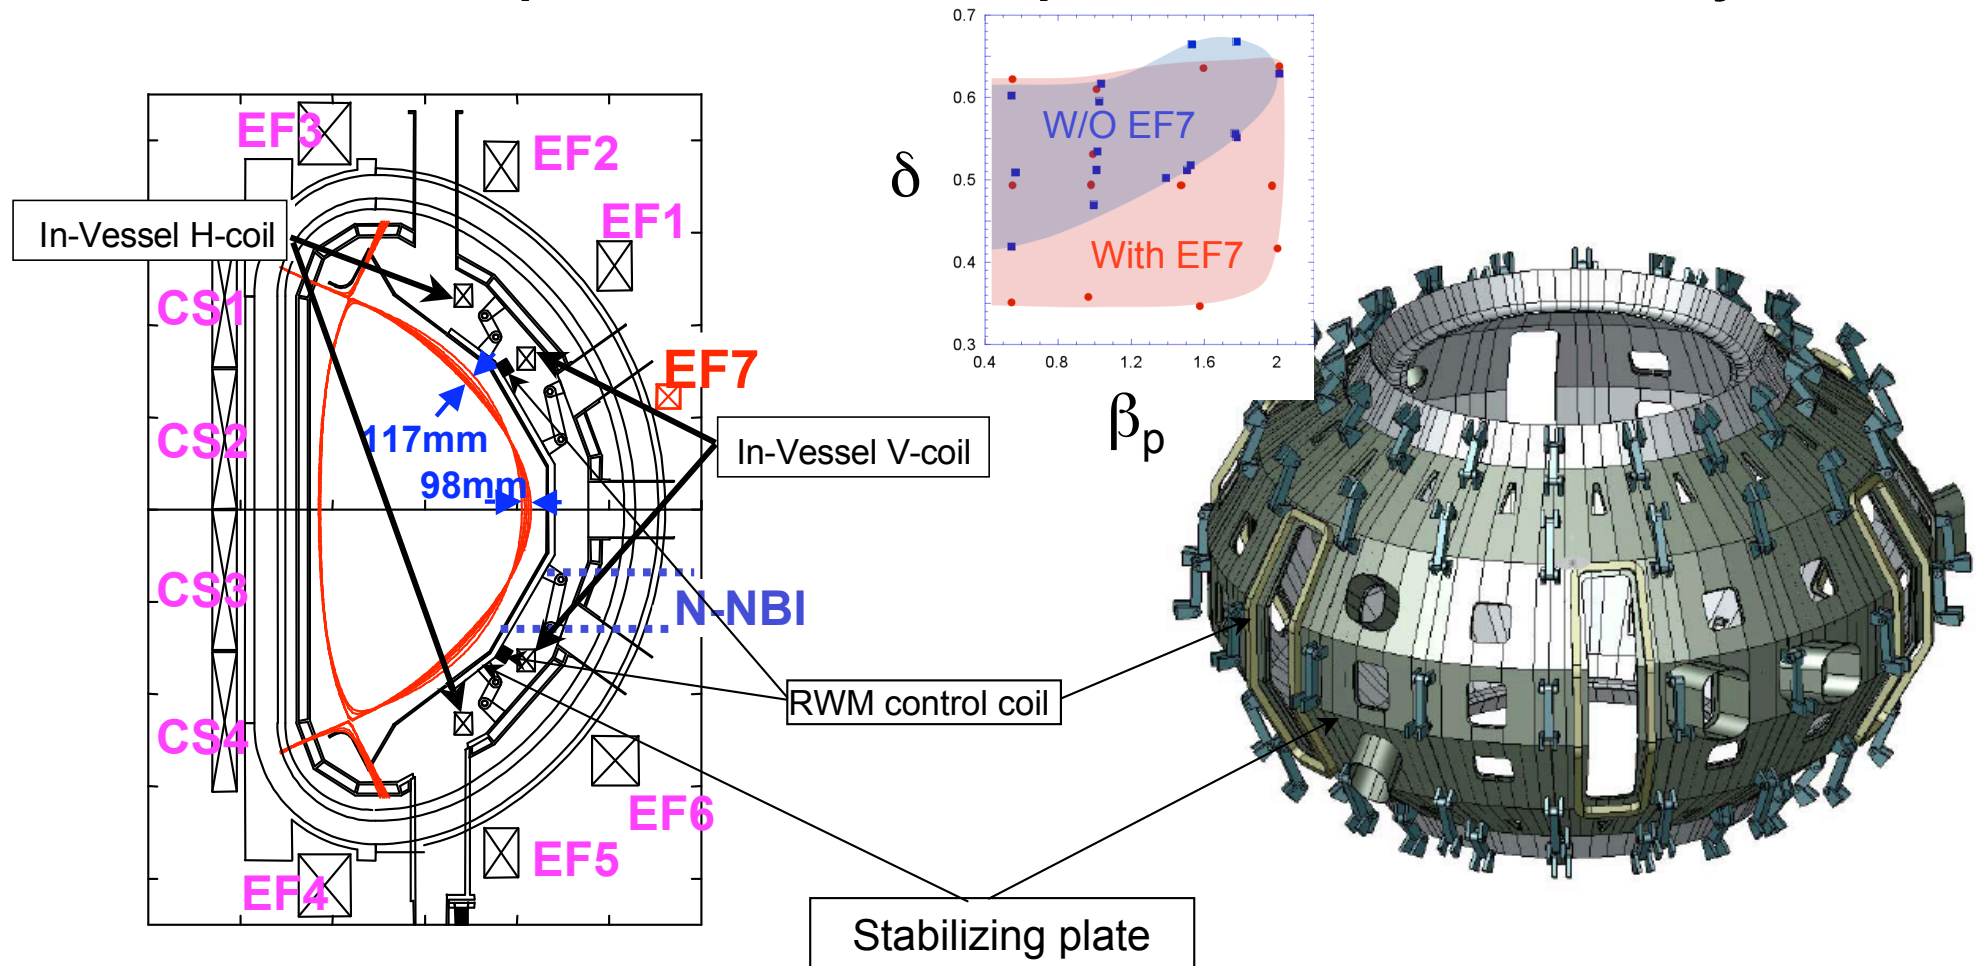 EF3
EF2
EF1
In-Vessel H-coil
CS1
EF7
CS2
117mm
In-Vessel V-coil
98mm
CS3
N-NBI
RWM control coil
CS4
EF6
EF5
EF4
Stabilizing plate
0.7
0.6
W/O EF7
δ
0.5
0.4
With EF7
0.3
0.4
0.8
1.2
1.6
2
βp